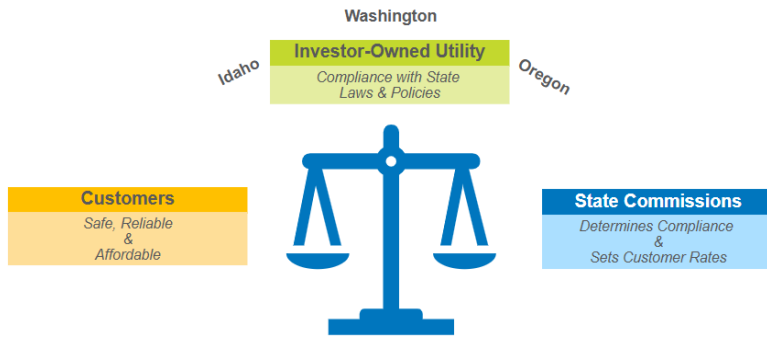 Washington
Idaho
Investor-Owned Utility
Oregon
Compliance with State
Laws & Policies
Customers
Safe, Reliable
&
Affordable
State Commissions
Determines Compliance
&
Sets Customer Rates